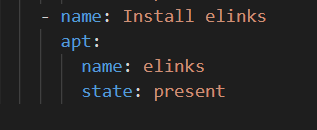 - name: Install elinks
apt:
name: elinks
state: present